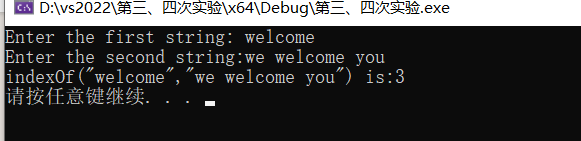 D:\vs2022\第三、四次实验\x64\Debug\第三、四次实验.exe
Enter the first string: welcome
Enter the second string:we welcome you
indexOf("welcome","we welcome you") is:3
请按任意键继续. . .